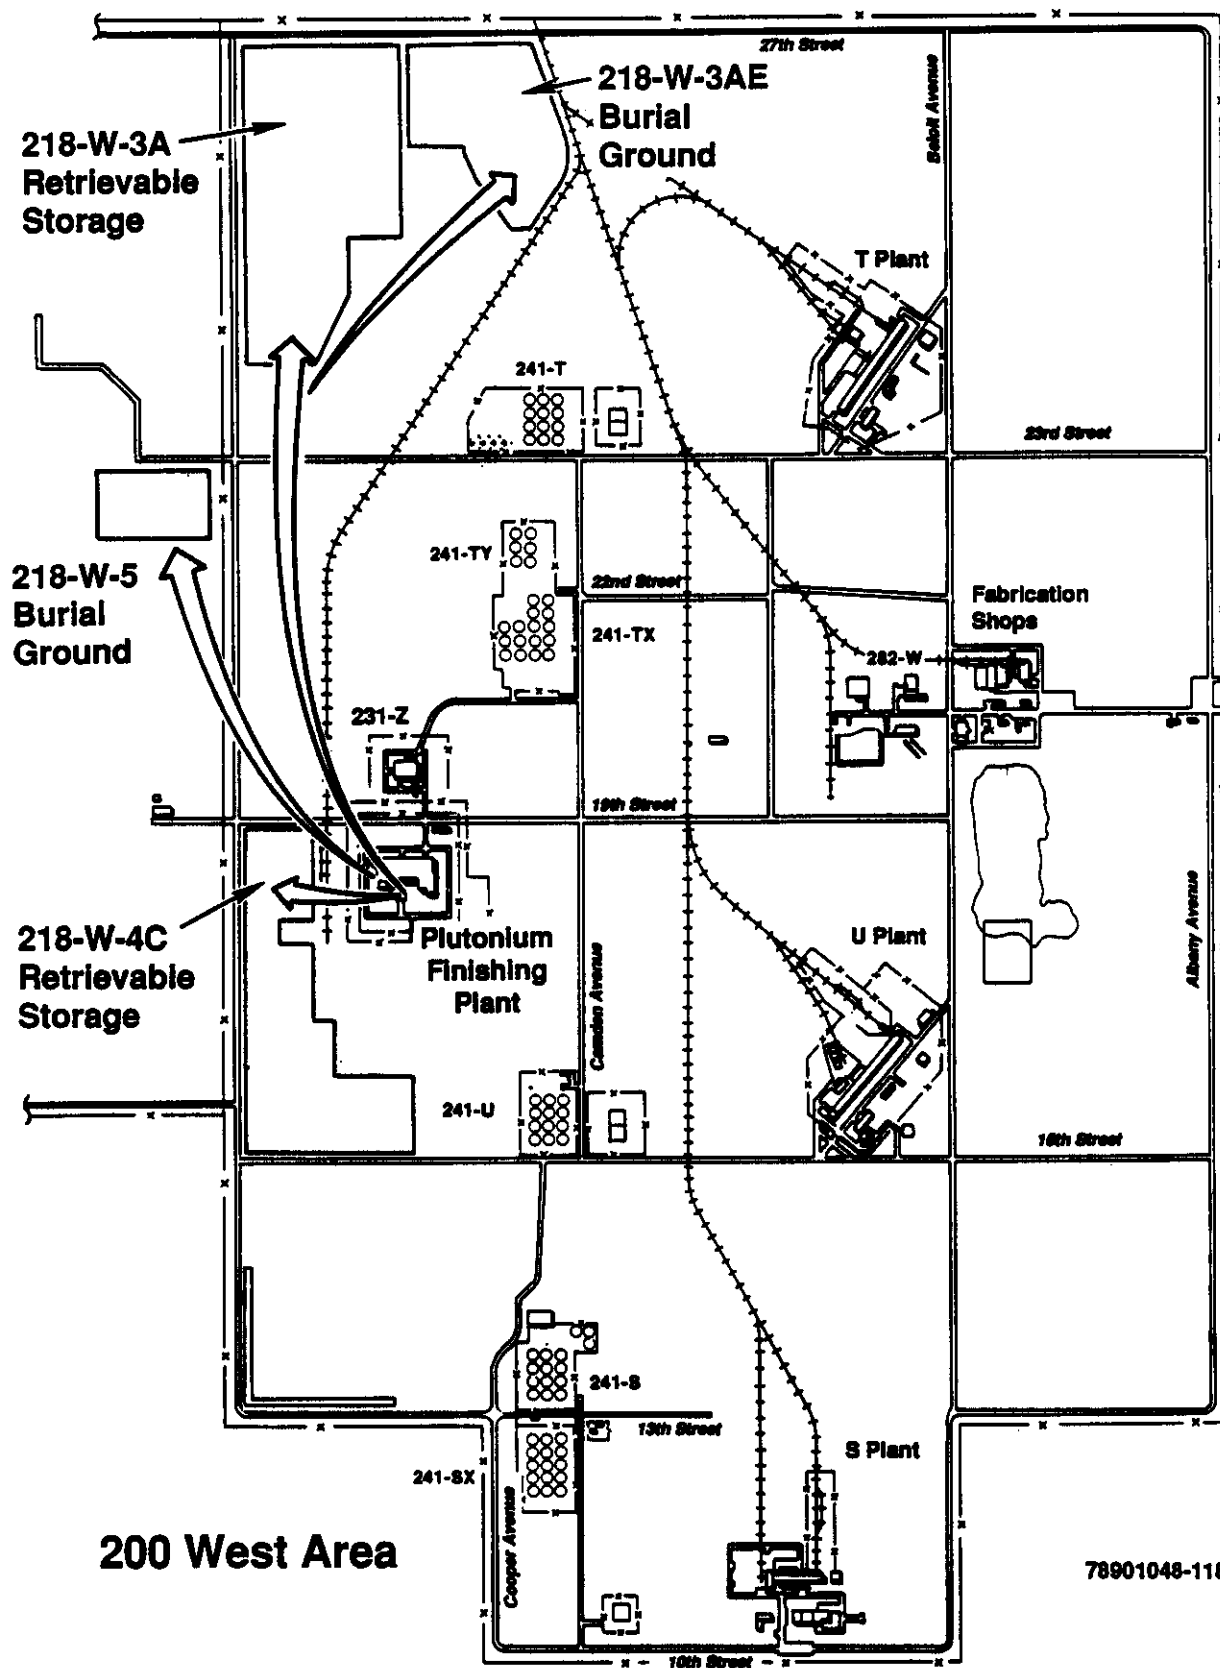 27th Street
Beloit Avenue
218-W-3AE
Burial
Ground
218-W-3A
Retrievable
Storage
T Plant
241-T
23rd Street
241-TY
22nd Street
218-W-5
Burial
Ground
Fabrication
Shops
241-TX
282-W
231-Z
19th Street
218-W-4C
Retrievable
Storage
Plutonium
Finishing
Plant
U Plant
Camden Avenue
Albany Avenue
241-U
16th Street
241-S
13th Street
S Plant
241-SX
Cooper Avenue
200 West Area
78901048-118
10th Street